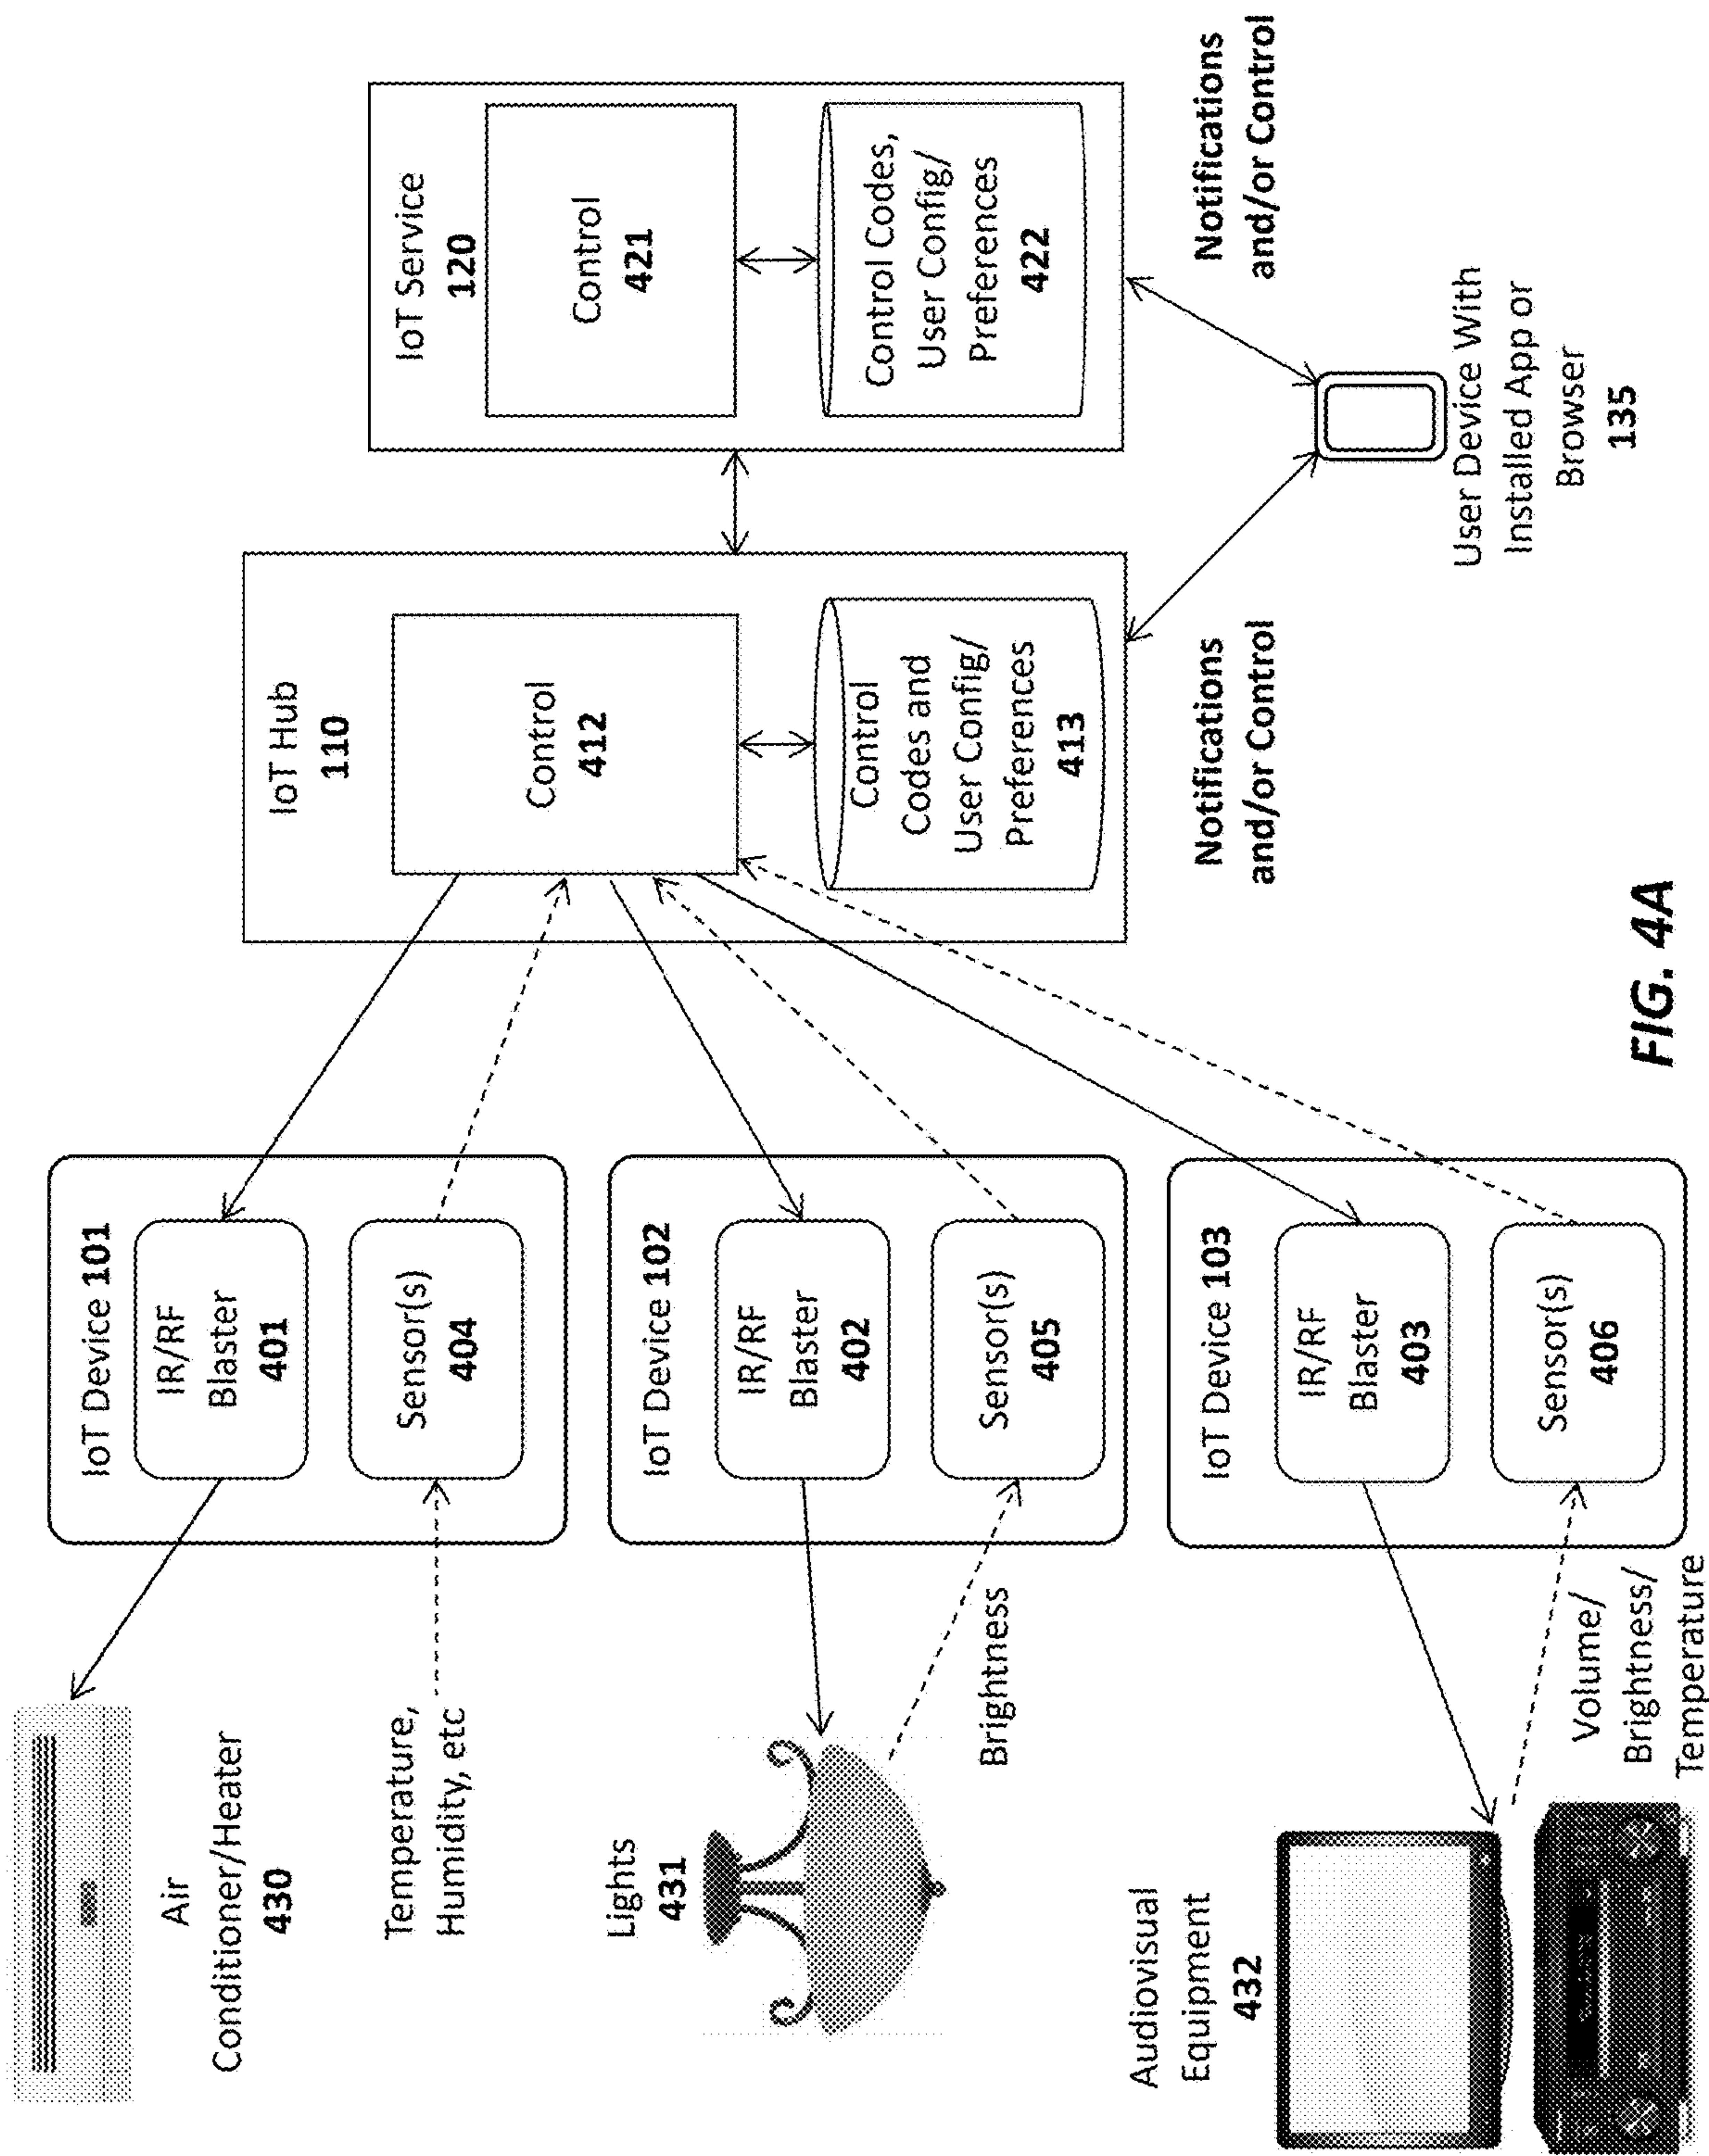 Air
Conditioner/Heater
430
Temperature,
Humidity, etc
IoT Device 101
IR/RF
Blaster
401
Sensor(s)
404
Lights
431
Brightness
IoT Device 102
IR/RF
Blaster
402
Sensor(s)
405
Audiovisual
Equipment
432
Volume/
Brightness/
Temperature
IoT Device 103
IR/RF
Blaster
403
Sensor(s)
406
IoT Hub
110
Control
412
Control
Codes and
User Config/
Preferences
413
Notifications
and/or Control
IoT Service
120
Control
421
Control Codes,
User Config/
Preferences
422
Notifications
and/or Control
User Device With
Installed App or
Browser
135
FIG. 4A